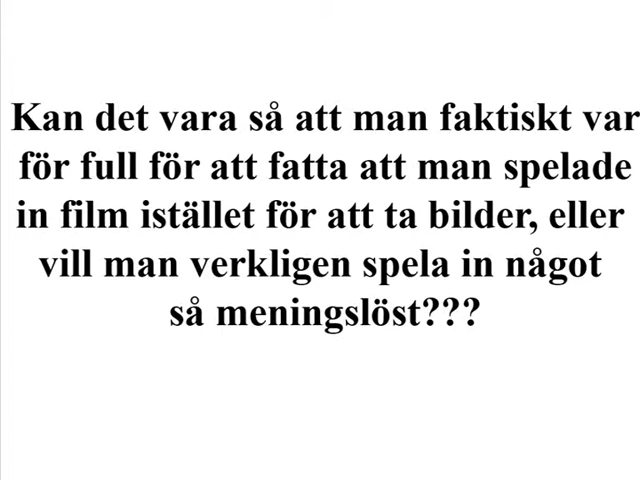 Kan det vara så att man faktiskt var
för full för att fatta att man spelade
in film istället för att ta bilder, eller
vill man verkligen spela in något
så meningslöst???